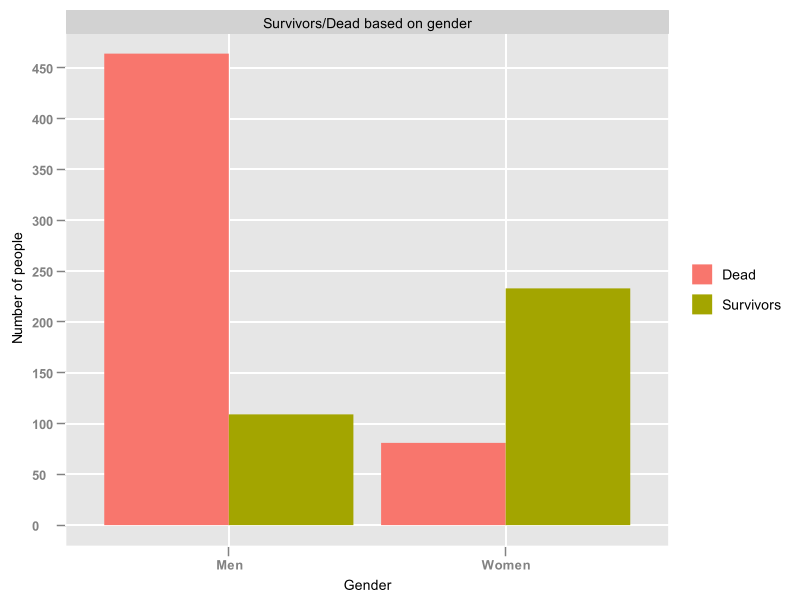 Survivors/Dead based on gender
Number of people
450
400
350
300
250
200
150
100
50
0
Men
Women
Gender
Dead
Survivors